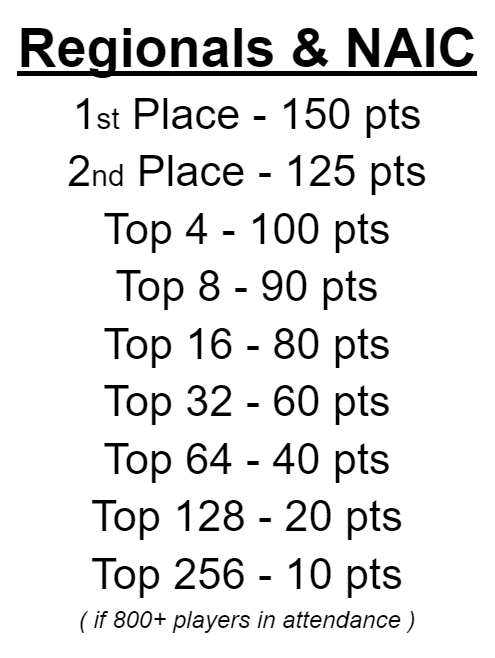 Regionals & NAIC
1st Place - 150 pts
2nd Place - 125 pts
Top 4 - 100 pts
Top 8 - 90 pts
Top 16 - 80 pts
Top 32 - 60 pts
Top 64 - 40 pts
Top 128 - 20 pts
Top 256 - 10 pts
( if 800+ players in attendance )